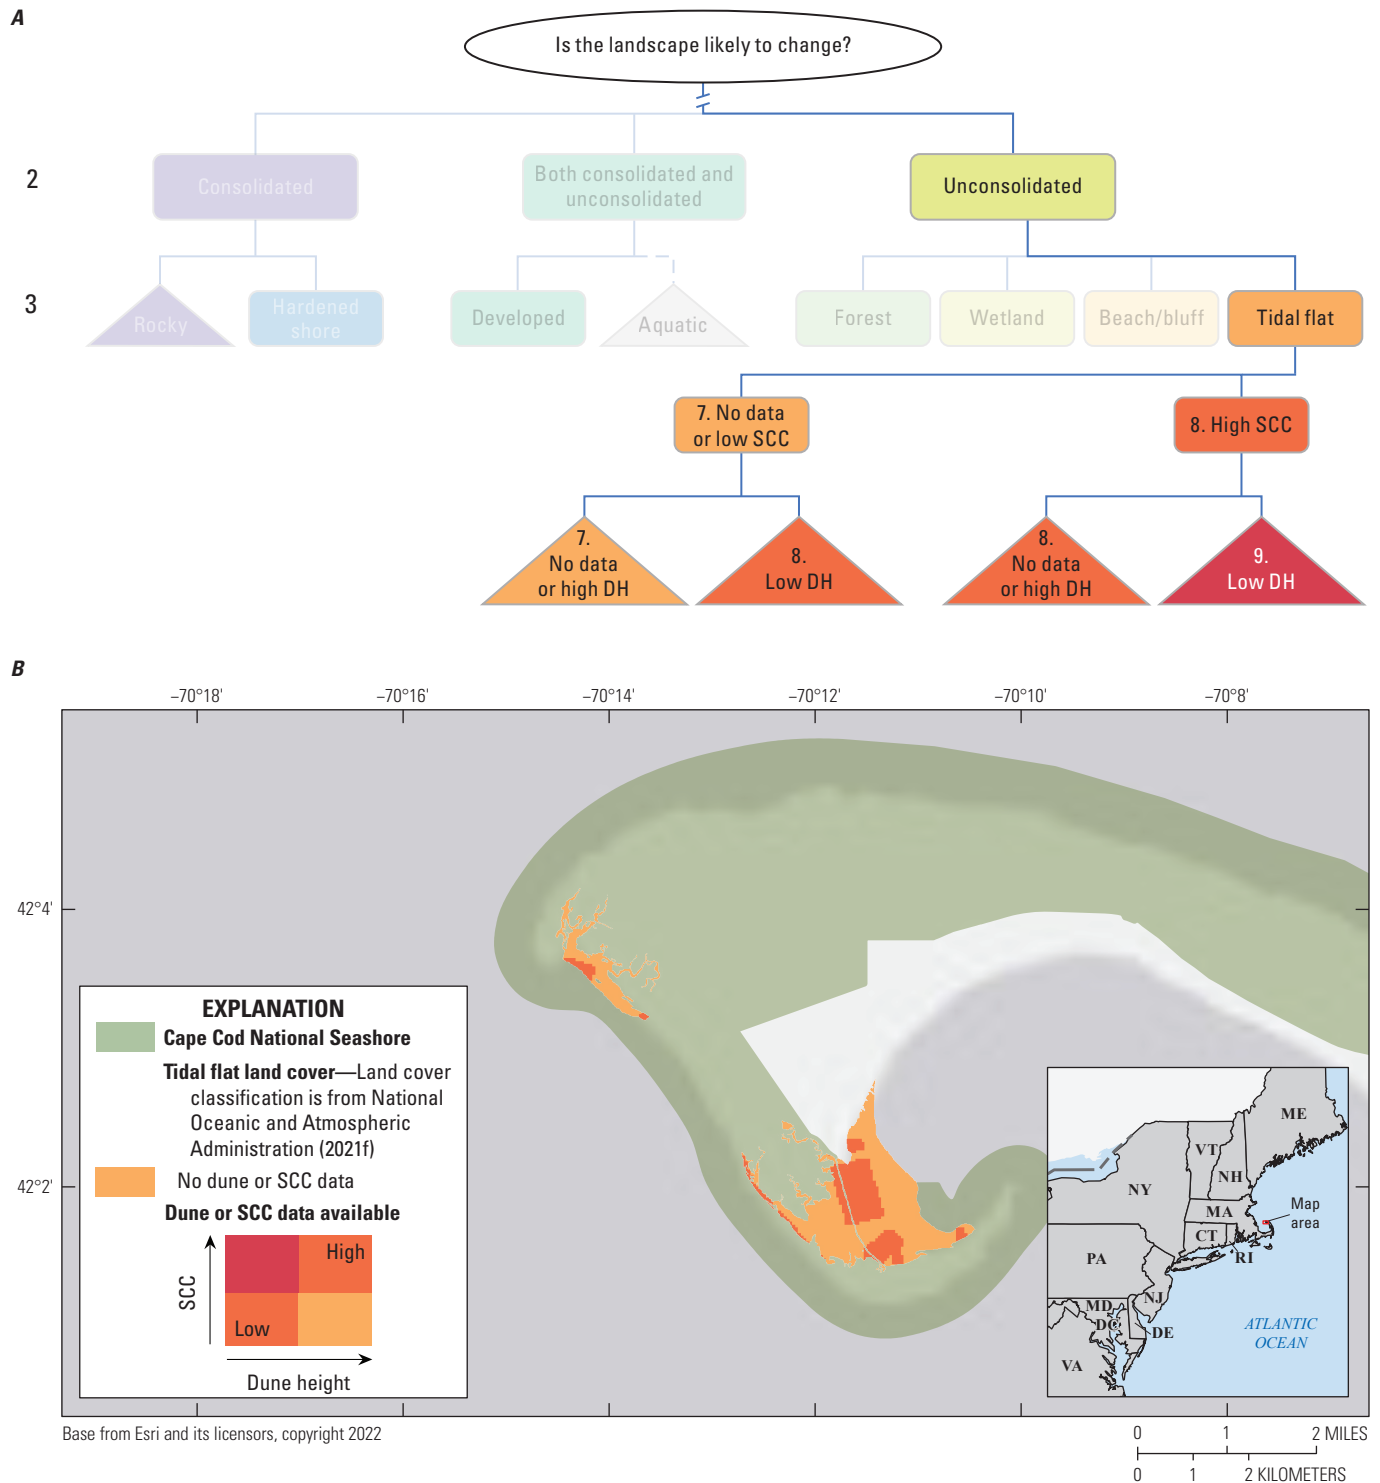 A
Is the landscape likely to change?
2
Consolidated
Both consolidated and
unconsolidated
Unconsolidated
3
Rocky
Hardened
shore
Developed
Aquatic
Forest
Wetland
Beach/bluff
Tidal flat
7. No data
or low SCC
8. High SCC
7.
No data
or high DH
8.
Low DH
8.
No data
or high DH
9.
Low DH
B
–70°18'
–70°16'
–70°14'
–70°12'
–70°10'
–70°8'
42°4'
42°2'
EXPLANATION
Cape Cod National Seashore
Tidal flat land cover—Land cover
classification is from National
Oceanic and Atmospheric
Administration (2021f)
No dune or SCC data
Dune or SCC data available
High
Low
SCC
Dune height
ME
VT
NH
NY
MA
CT
RI
Map
area
PA
NJ
MD
DC
DE
VA
ATLANTIC
OCEAN
Base from Esri and its licensors, copyright 2022
0 1 2 MILES
0 1 2 KILOMETERS